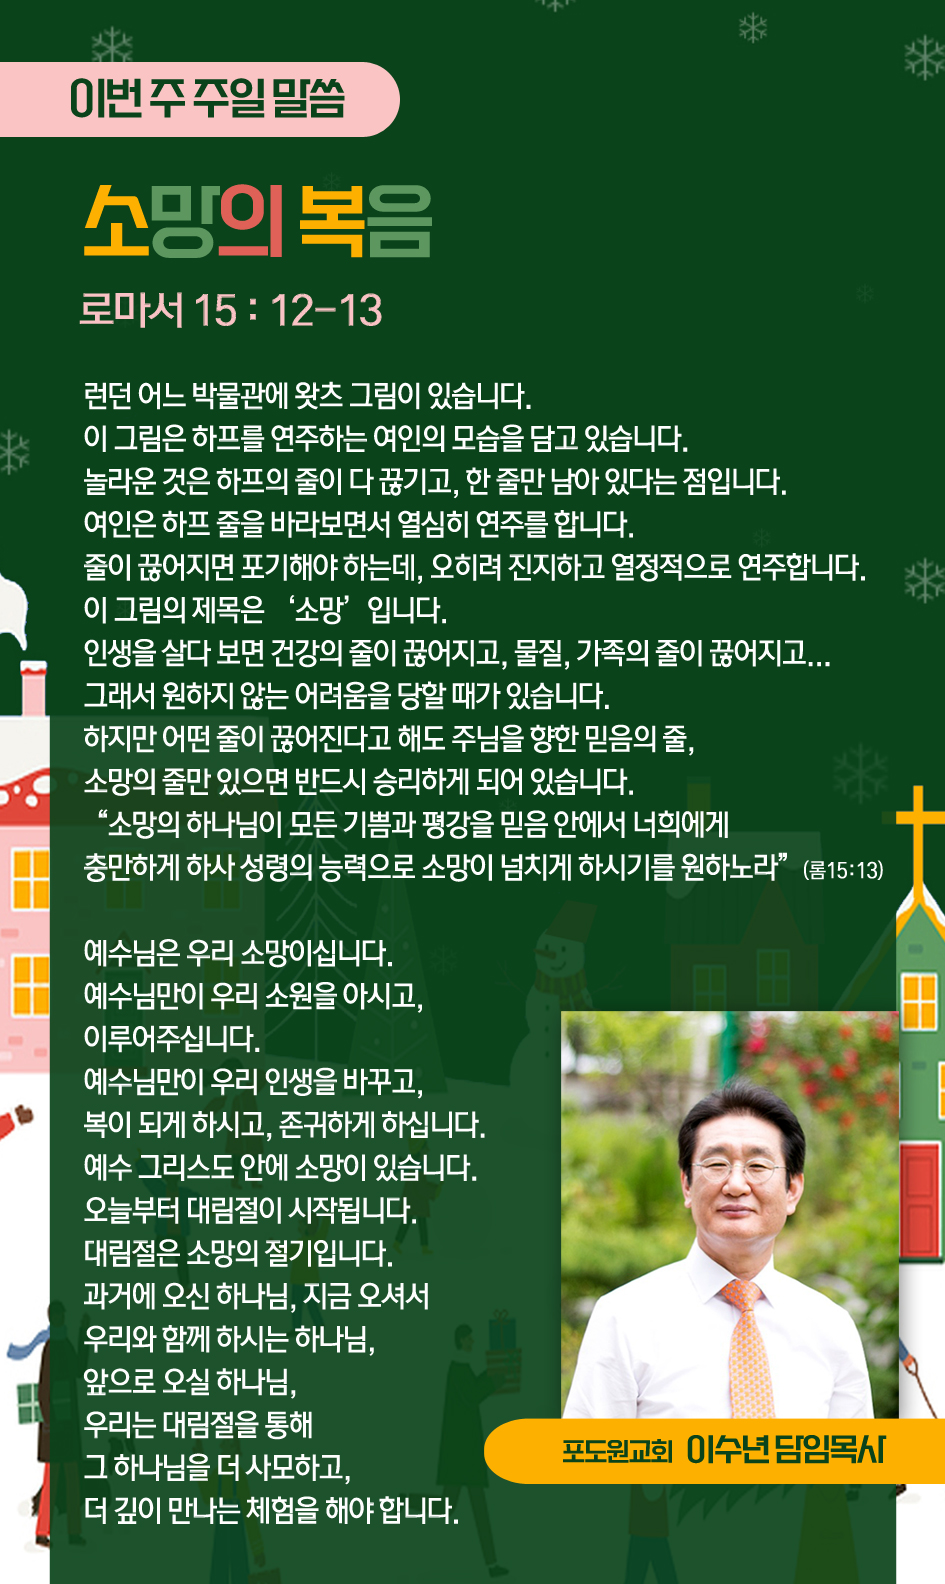 이번 주 주일 말씀
소망의 복음
로마서 15 : 12-13
런던 어느 박물관에 왓츠 그림이 있습니다.
이 그림은 하프를 연주하는 여인의 모습을 담고 있습니다.
놀라운 것은 하프의 줄이 다 끊기고, 한 줄만 남아 있다는 점입니다.
여인은 하프 줄을 바라보면서 열심히 연주를 합니다.
줄이 끊어지면 포기해야 하는데, 오히려 진지하고 열정적으로 연주합니다.
이 그림의 제목은 ‘소망’ 입니다.
인생을 살다 보면 건강의 줄이 끊어지고, 물질, 가족의 줄이 끊어지고...
그래서 원하지 않는 어려움을 당할 때가 있습니다.
하지만 어떤 줄이 끊어진다고 해도 주님을 향한 믿음의 줄,
소망의 줄만 있으면 반드시 승리하게 되어 있습니다.
“소망의 하나님이 모든 기쁨과 평강을 믿음 안에서 너희에게
충만하게 하사 성령의 능력으로 소망이 넘치게 하시기를 원하노라” (롬15:13)
예수님은 우리 소망이십니다.
예수님만이 우리 소원을 아시고,
이루어주십니다.
예수님만이 우리 인생을 바꾸고,
복이 되게 하시고, 존귀하게 하십니다.
예수 그리스도 안에 소망이 있습니다.
오늘부터 대림절이 시작됩니다.
대림절은 소망의 절기입니다.
과거에 오신 하나님, 지금 오셔서
우리와 함께 하시는 하나님,
앞으로 오실 하나님,
우리는 대림절을 통해
그 하나님을 더 사모하고,
더 깊이 만나는 체험을 해야 합니다.
포도원교회 이수년 담임목사